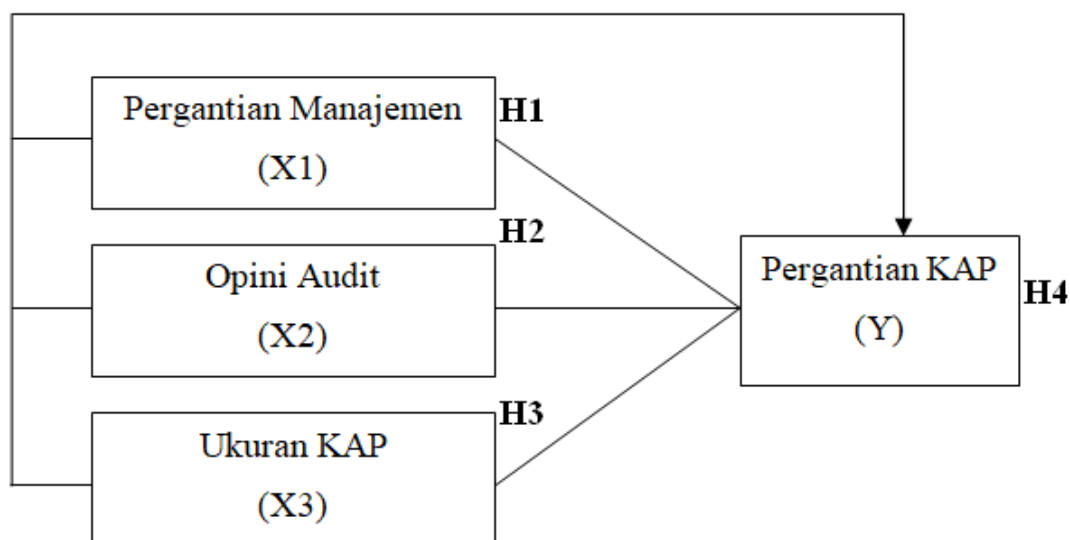 Pergantian Manajemen
(X1)
H1
Opini Audit
(X2)
H2
Ukuran KAP
(X3)
H3
Pergantian KAP
(Y)
H4